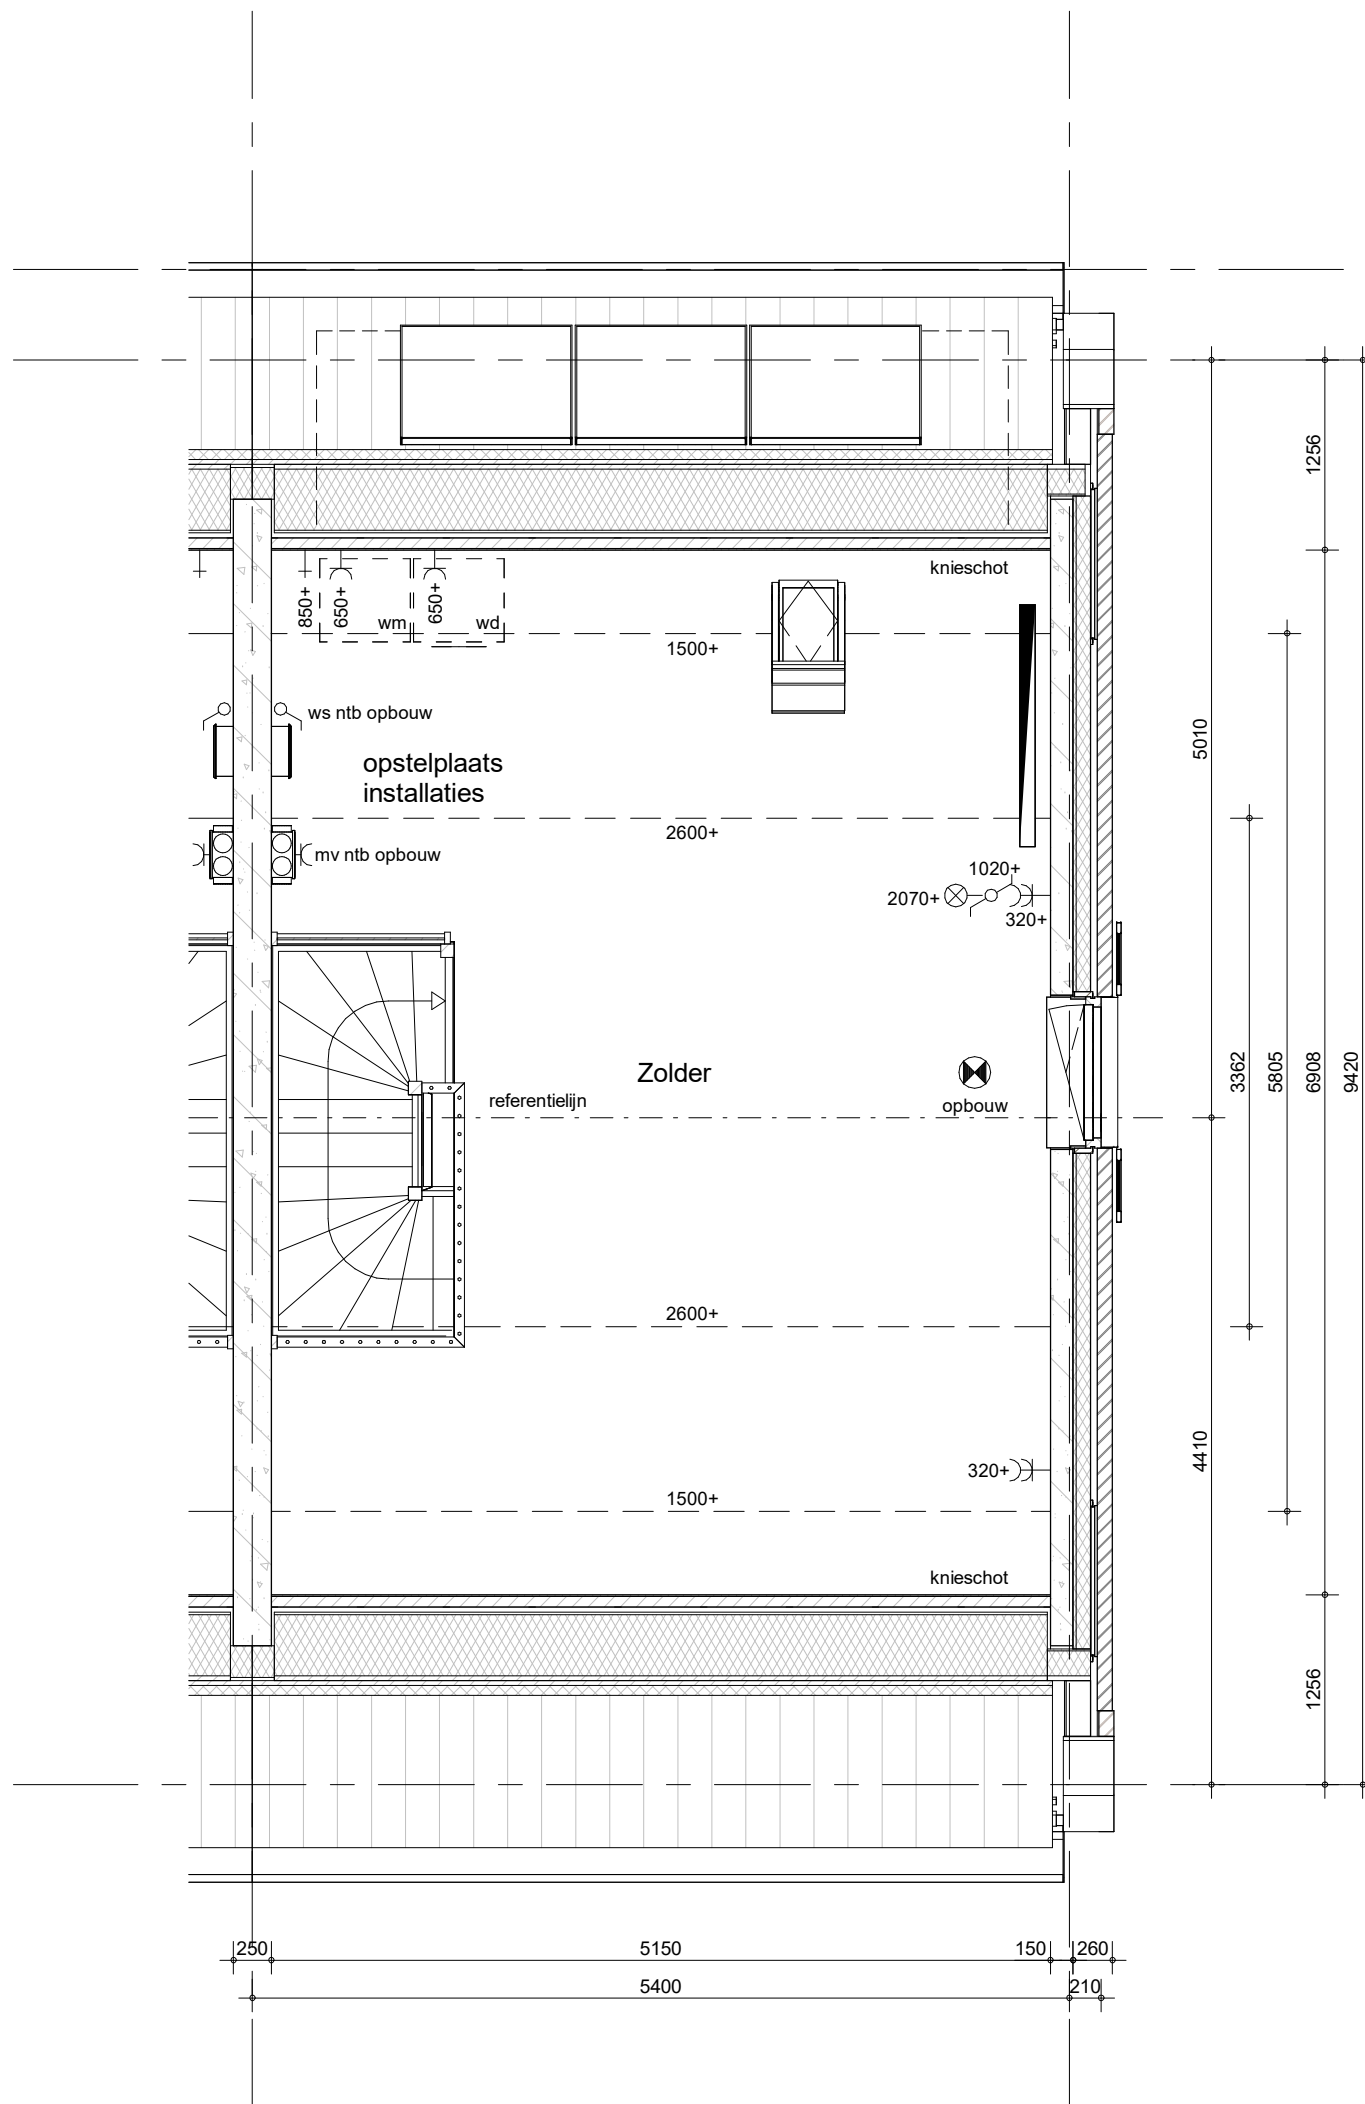 1256
knieschot
850+
650+
wm
650+
wd
1500+
ws ntb opbouw
5010
opstelplaats
installaties
2600+
mv ntb opbouw
1020+
2070+
320+
Zolder
3362
5805
6908
9420
referentielijn
opbouw
2600+
4410
320+
1500+
knieschot
1256
250
5150
150
260
5400
210